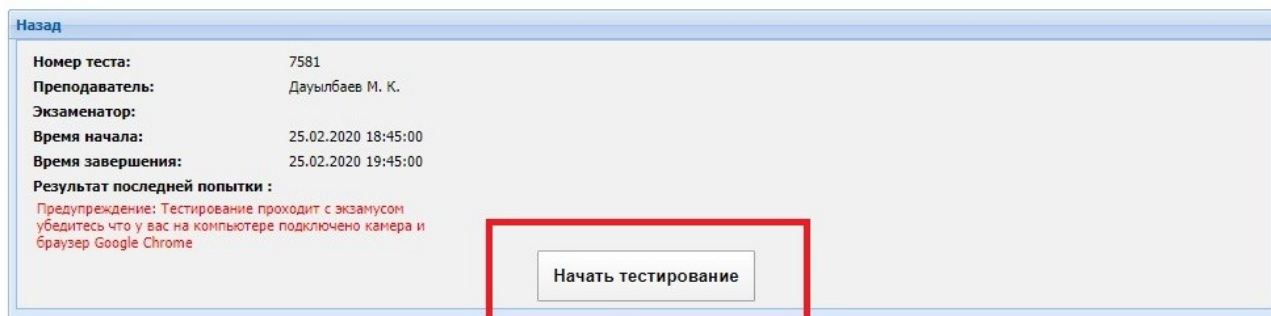 Назад
Номер теста: 7581
Преподаватель: Дауылбаев М. К.
Экзаменатор:
Время начала: 25.02.2020 18:45:00
Время завершения: 25.02.2020 19:45:00
Результат последней попытки :
Предупреждение: Тестирование проходит с экзамусом
убедитесь что у вас на компьютере подключено камера и
браузер Google Chrome
Начать тестирование